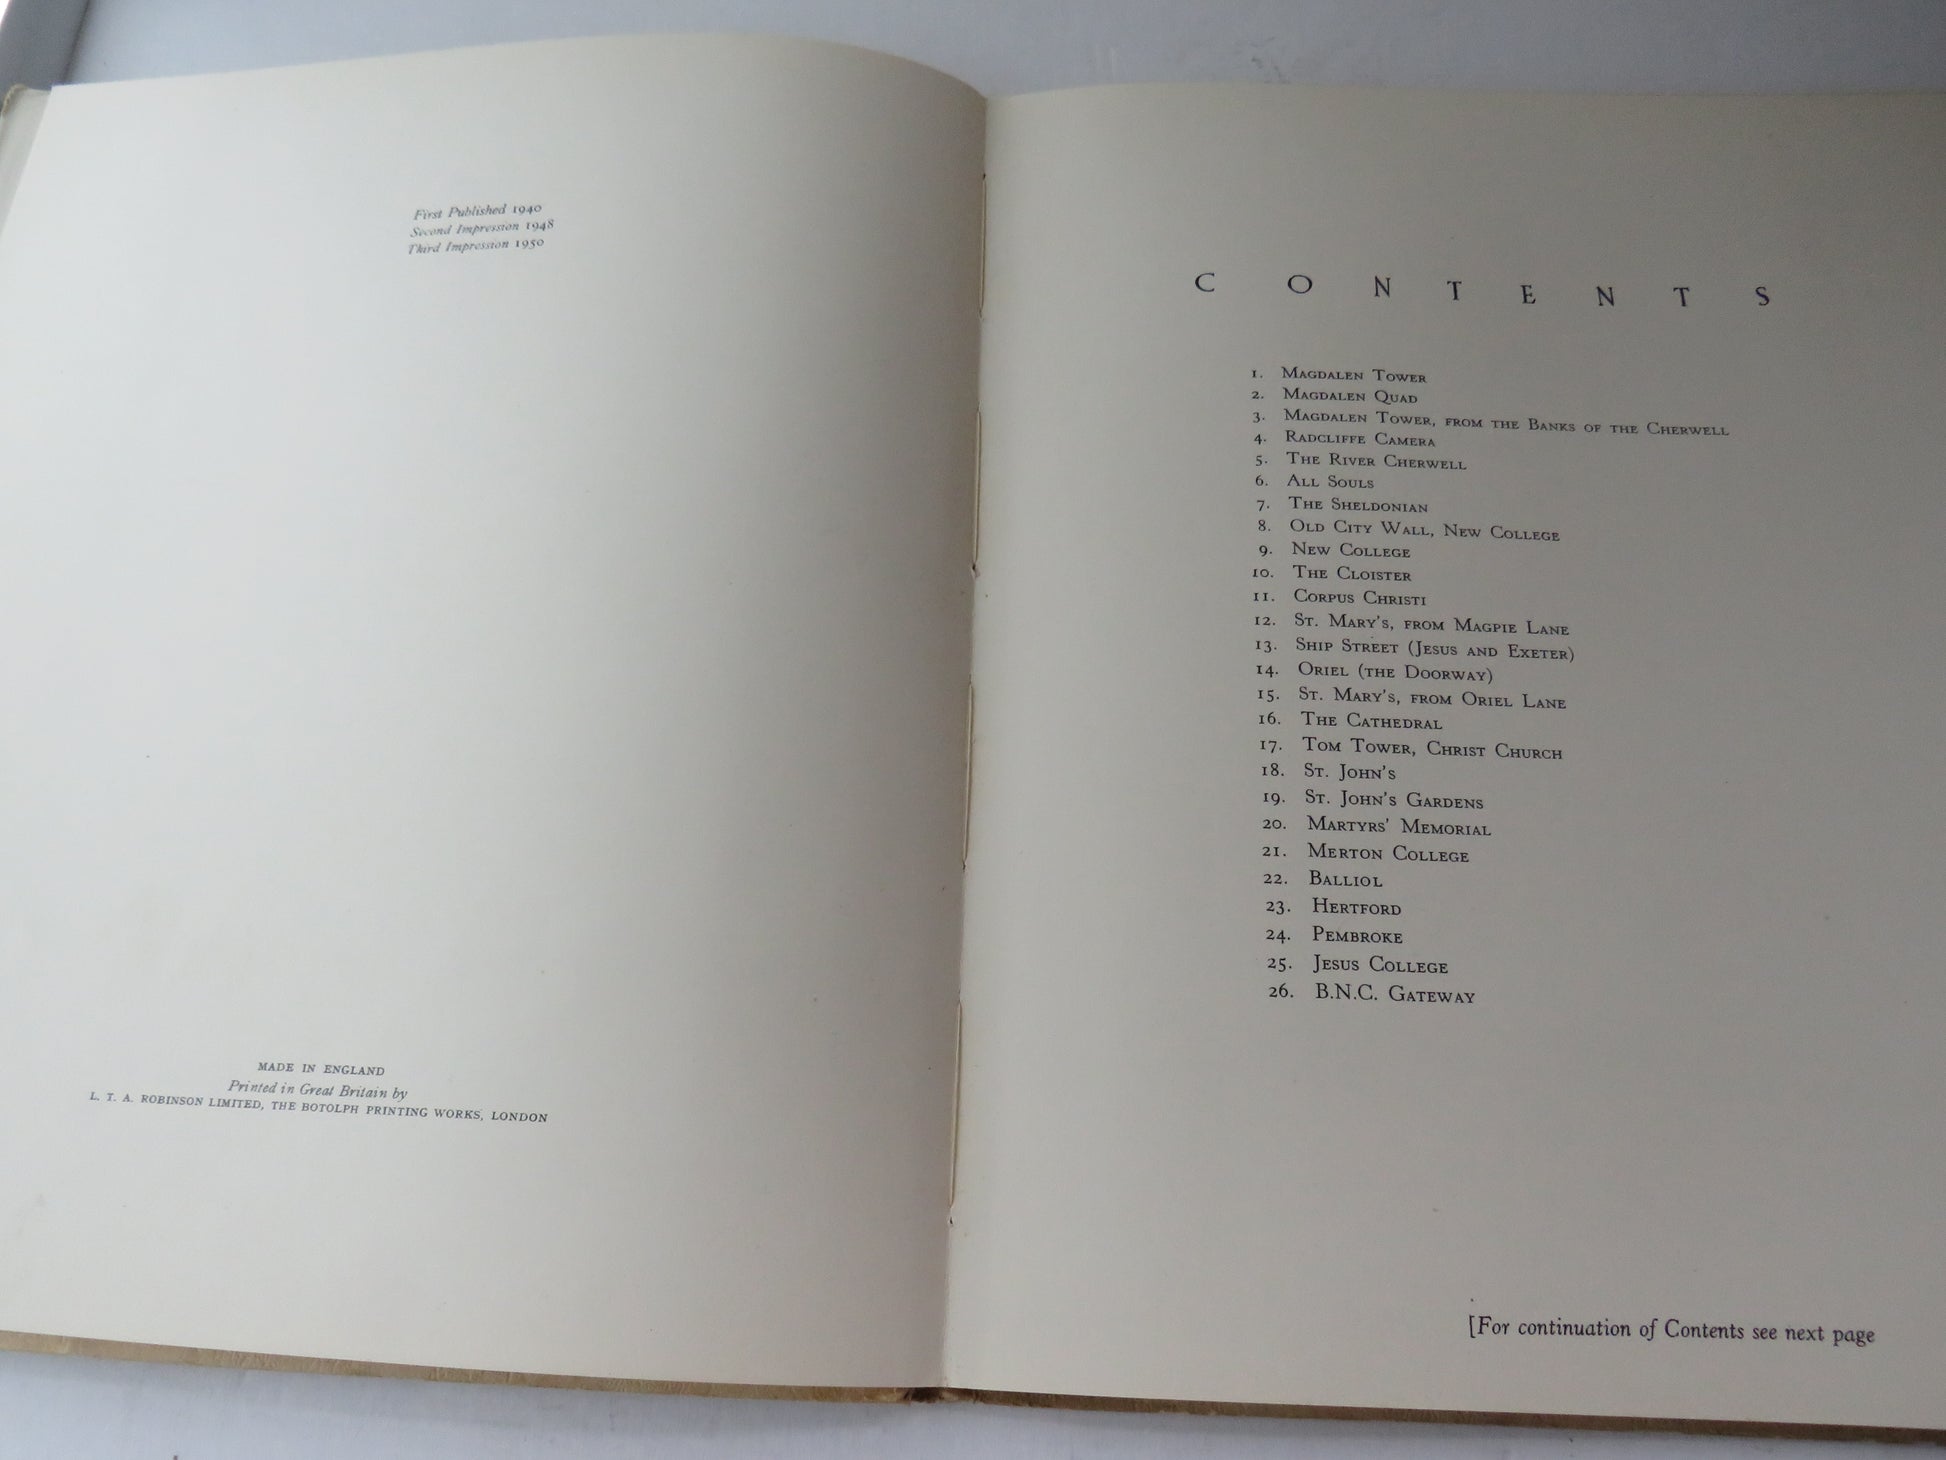 First Published 1940
Second Impression 1948
Third Impression 1950
MADE IN ENGLAND
Printed in Great Britain by
L. T. A. ROBINSON LIMITED, THE BOTOLPH PRINTING WORKS, LONDON
CONTENTS
1. MAGDALEN TOWER
2. MAGDALEN QUAD
3. MAGDALEN TOWER, FROM THE BANKS OF THE CHERWELL
4. RADCLIFFE CAMERA
5. THE RIVER CHERWELL
6. ALL SOULS
7. THE SHELDONIAN
8. OLD CITY WALL, NEW COLLEGE
9. NEW COLLEGE
10. THE CLOISTER
11. CORPUS CHRISTI
12. ST. MARY'S, FROM MAGPIE LANE
13. SHIP STREET (JESUS AND EXETER)
14. ORIEL (THE DOORWAY)
15. ST. MARY'S, FROM ORIEL LANE
16. THE CATHEDRAL
17. TOM TOWER, CHRIST CHURCH
18. ST. JOHN'S
19. ST. JOHN'S GARDENS
20. MARTYRS' MEMORIAL
21. MERTON COLLEGE
22. BALLIOL
23. HERTFORD
24. PEMBROKE
25. JESUS COLLEGE
26. B.N.C. GATEWAY
[For continuation of Contents see next page